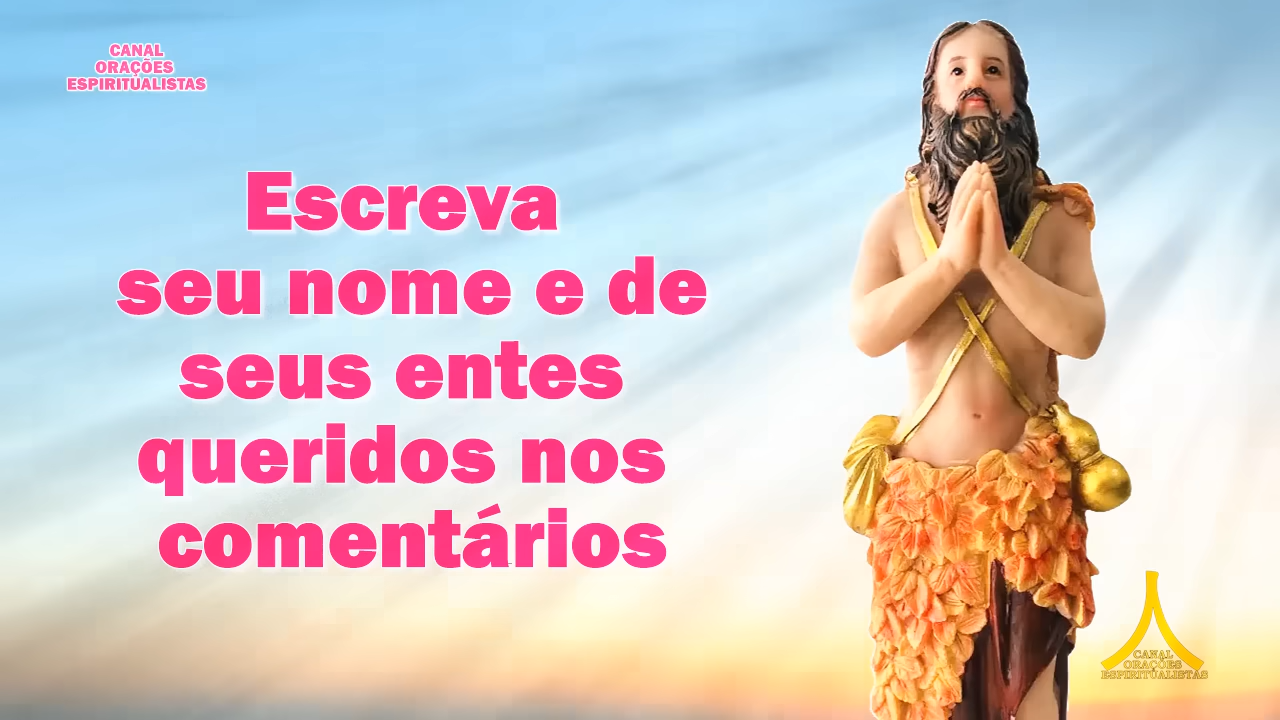 CANAL
ORAÇÕES
ESPIRITUALISTAS
Escreva
seu nome e de
seus entes
queridos nos
comentários
CANAL
ORAÇÕES
ESPIRITUALISTAS